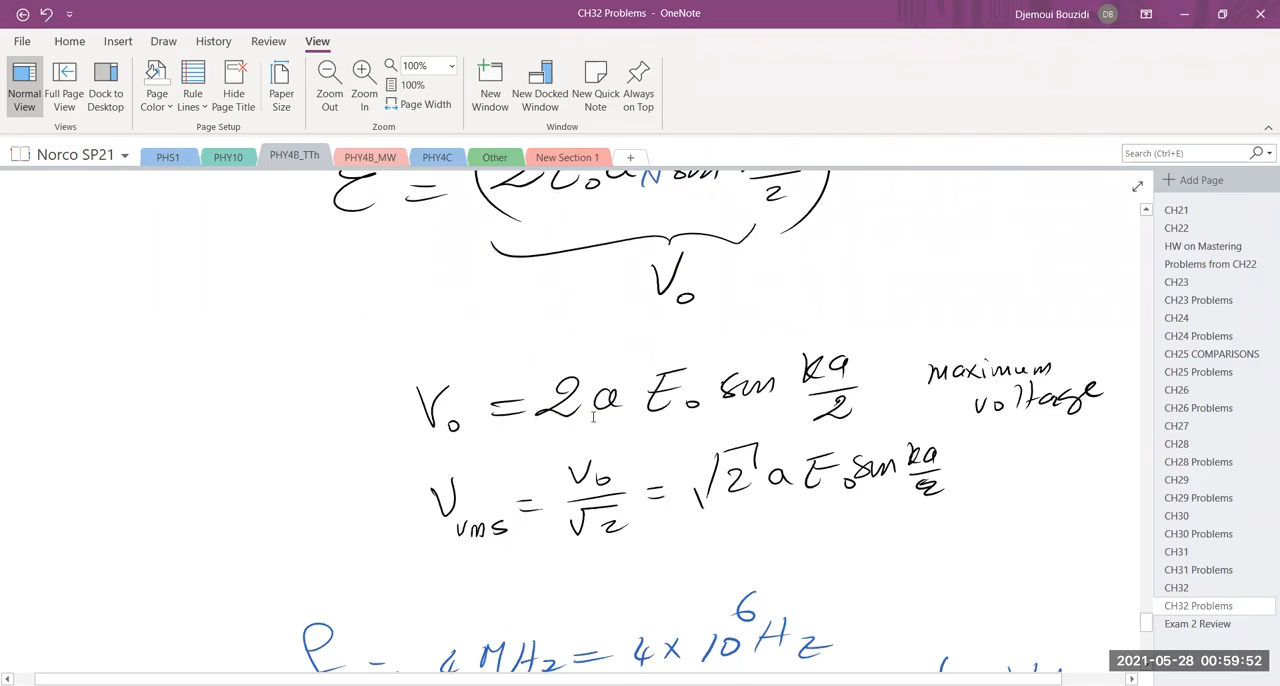 CH32 Problems - OneNote
Djemoui Bouzidi DB
File Home Insert Draw History Review View
Normal View
Full Page View
Dock to Desktop
Views
Page Color
Rule Lines
Hide Page Title
Paper Size
Page Setup
Zoom Out
Zoom In
100%
100%
Page Width
Zoom
New Window
New Docked Window
New Quick Note
Always on Top
Window
Norco SP21 PHS1 PHY10 PHY4B_TTh PHY4B_MW PHY4C Other New Section 1 +
Search (Ctrl+E)
Add Page
CH21
CH22
HW on Mastering
Problems from CH22
CH23
CH23 Problems
CH24
CH24 Problems
CH25 COMPARISONS
CH25 Problems
CH26
CH26 Problems
CH27
CH28
CH28 Problems
CH29
CH29 Problems
CH30
CH30 Problems
CH31
CH31 Problems
CH32
CH32 Problems
Exam 2 Review
ℰ = (2E₀aN sin /2)
V₀
V₀ = 2a E₀ sin ka/2 maximum voltage
Vrms = V₀/√2 = √2 a E₀ sin ka/2
= 4 MHz = 4 x 10⁶ Hz
2021-05-28 00:59:52